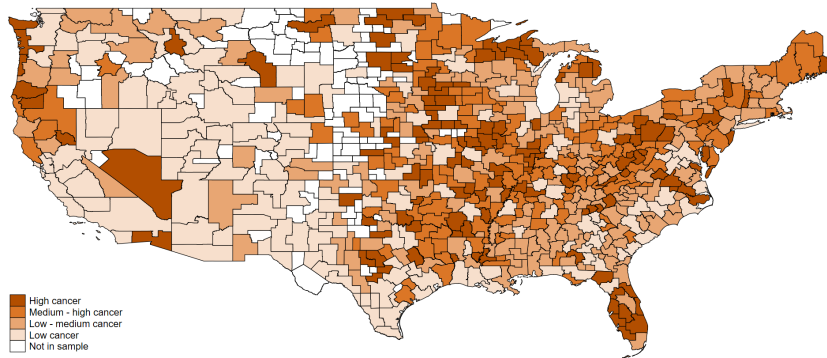 High cancer
Medium - high cancer
Low - medium cancer
Low cancer
Not in sample